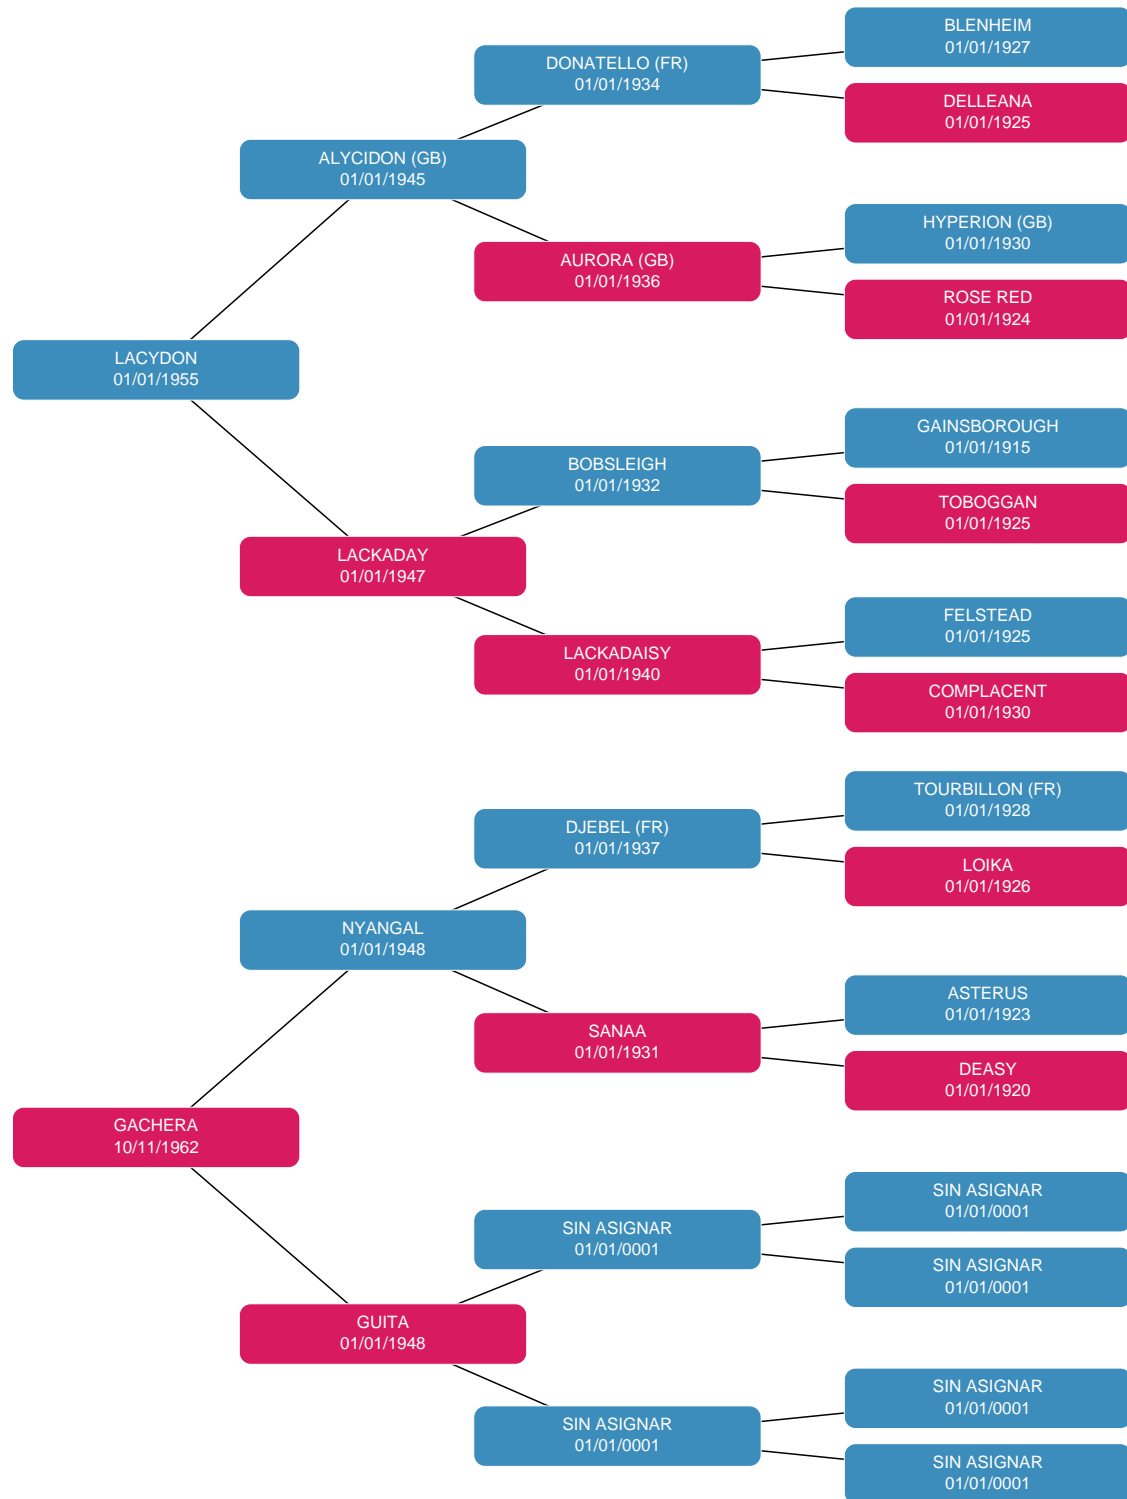 BLENHEIM
01/01/1927
DONATELLO (FR)
01/01/1934
DELLEANA
01/01/1925
ALYCIDON (GB)
01/01/1945
HYPERION (GB)
01/01/1930
AURORA (GB)
01/01/1936
ROSE RED
01/01/1924
LACYDON
01/01/1955
GAINSBOROUGH
01/01/1915
BOBSLEIGH
01/01/1932
TOBOGGAN
01/01/1925
LACKADAY
01/01/1947
FELSTEAD
01/01/1925
LACKADAISY
01/01/1940
COMPLACENT
01/01/1930
TOURBILLON (FR)
01/01/1928
DJEBEL (FR)
01/01/1937
LOIKA
01/01/1926
NYANGAL
01/01/1948
ASTERUS
01/01/1923
SANAA
01/01/1931
DEASY
01/01/1920
GACHERA
10/11/1962
SIN ASIGNAR
01/01/0001
SIN ASIGNAR
01/01/0001
SIN ASIGNAR
01/01/0001
GUITA
01/01/1948
SIN ASIGNAR
01/01/0001
SIN ASIGNAR
01/01/0001
SIN ASIGNAR
01/01/0001